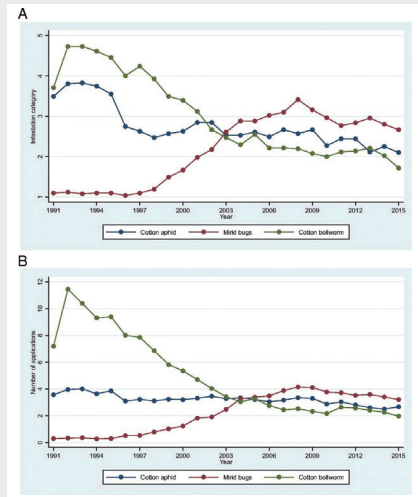 A
Infestation category
5
4
3
2
1
1991 1994 1997 2000 2003 2006 2009 2012 2015
Year
Cotton aphid Mirid bugs Cotton bollworm
B
Number of applications
12
10
8
6
4
2
0
1991 1994 1997 2000 2003 2006 2009 2012 2015
Year
Cotton aphid Mirid bugs Cotton bollworm